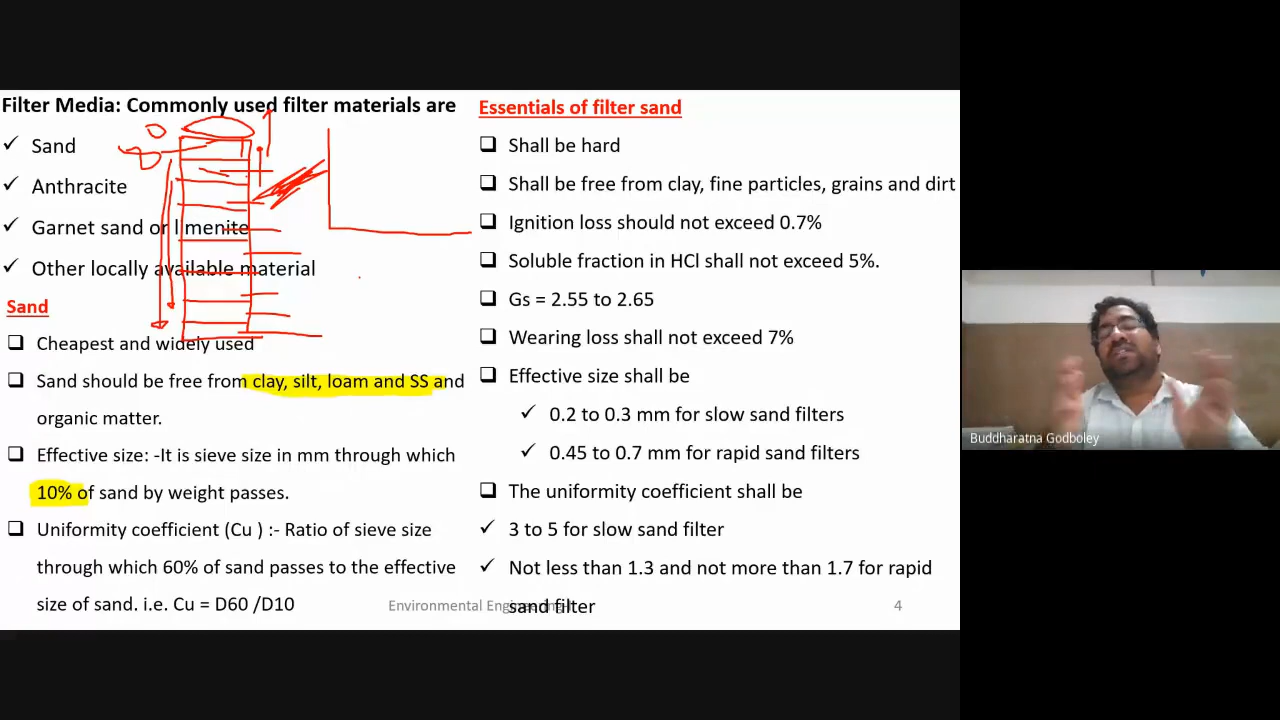 Filter Media: Commonly used filter materials are
✓ Sand
✓ Anthracite
✓ Garnet sand or limenite
✓ Other locally available material
Sand
❑ Cheapest and widely used
❑ Sand should be free from clay, silt, loam and SS and
organic matter.
❑ Effective size: -It is sieve size in mm through which
10% of sand by weight passes.
❑ Uniformity coefficient (Cu ) :- Ratio of sieve size
through which 60% of sand passes to the effective
size of sand. i.e. Cu = D60 /D10
Essentials of filter sand
❑ Shall be hard
❑ Shall be free from clay, fine particles, grains and dirt
❑ Ignition loss should not exceed 0.7%
❑ Soluble fraction in HCl shall not exceed 5%.
❑ Gs = 2.55 to 2.65
❑ Wearing loss shall not exceed 7%
❑ Effective size shall be
✓ 0.2 to 0.3 mm for slow sand filters
✓ 0.45 to 0.7 mm for rapid sand filters
❑ The uniformity coefficient shall be
✓ 3 to 5 for slow sand filter
✓ Not less than 1.3 and not more than 1.7 for rapid
sand filter
Environmental Engineering
4
Buddharatna Godboley